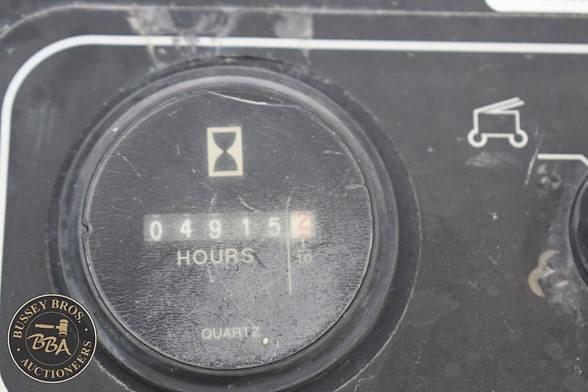 049152
HOURS
1/10
QUARTZ
BUSSEY BROS.
BBA
AUCTIONEERS